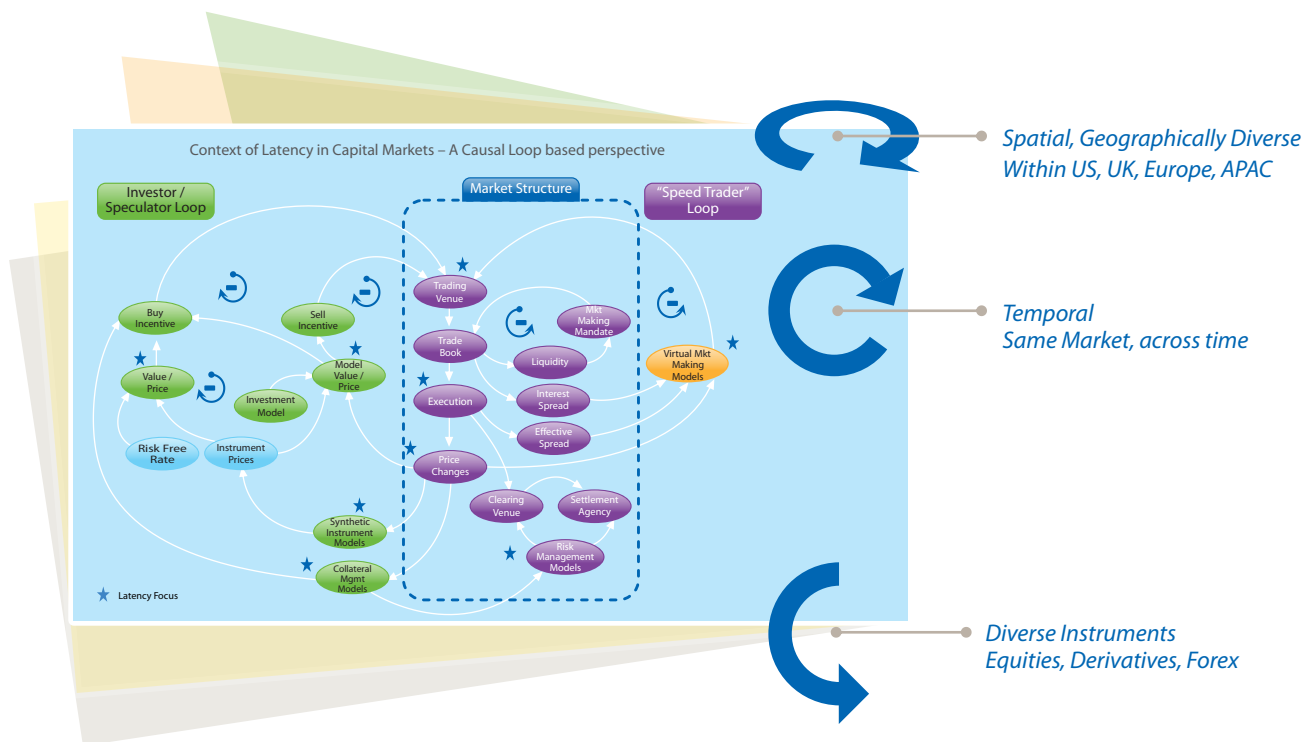 Context of Latency in Capital Markets – A Causal Loop based perspective
Investor /
Speculator Loop
Market Structure
"Speed Trader"
Loop
Trading
Venue
Buy
Incentive
Sell
Incentive
Mkt
Making
Mandate
Trade
Book
Liquidity
Virtual Mkt
Making
Models
Value /
Price
Model
Value /
Price
Investment
Model
Execution
Interest
Spread
Effective
Spread
Risk Free
Rate
Instrument
Prices
Price
Changes
Clearing
Venue
Settlement
Agency
Synthetic
Instrument
Models
Risk
Management
Models
Collateral
Mgmt
Models
Latency Focus
Spatial, Geographically Diverse
Within US, UK, Europe, APAC
Temporal
Same Market, across time
Diverse Instruments
Equities, Derivatives, Forex